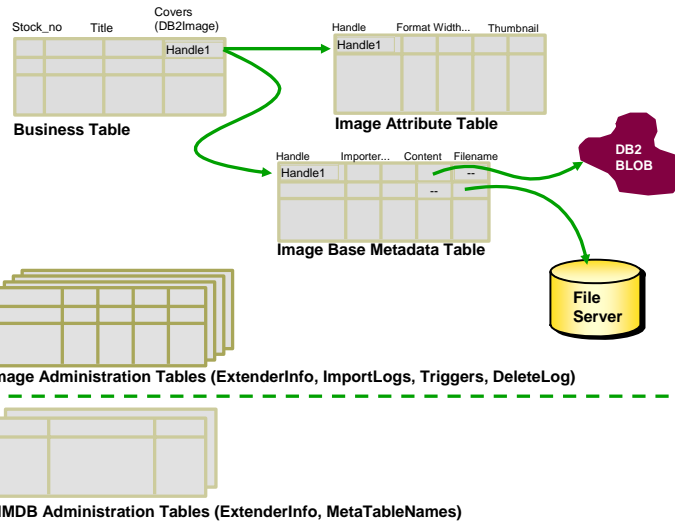 Covers
(DB2Image)
Stock_no Title
Handle1
Business Table
Handle Format Width... Thumbnail
Handle1
Image Attribute Table
Handle Importer... Content Filename
Handle1 --
--
Image Base Metadata Table
DB2
BLOB
File
Server
mage Administration Tables (ExtenderInfo, ImportLogs, Triggers, DeleteLog)
MDB Administration Tables (ExtenderInfo, MetaTableNames)